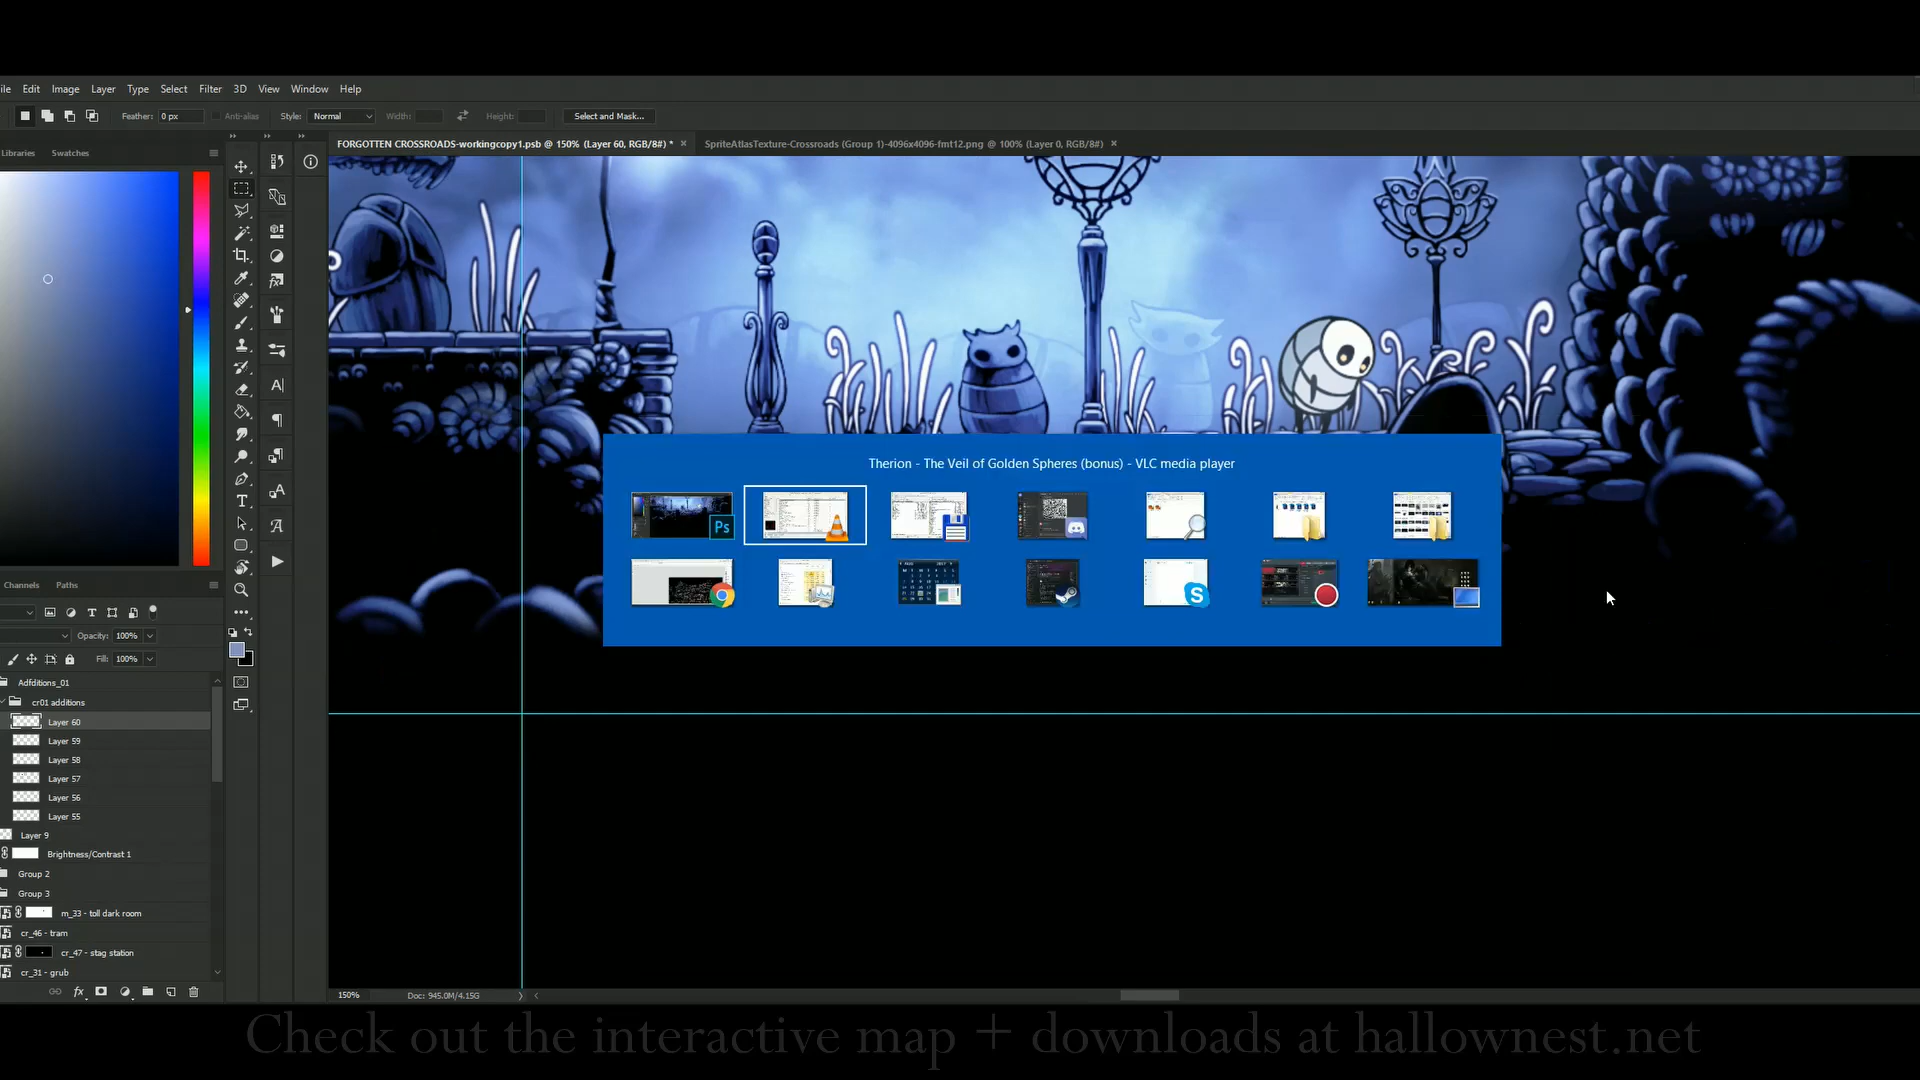 ile Edit Image Layer Type Select Filter 3D View Window Help
Feather: 0 px Anti-alias Style: Normal Width: Height: Select and Mask...
Libraries Swatches
FORGOTTEN CROSSROADS-workingcopy1.psb @ 150% (Layer 60, RGB/8#) * × SpriteAtlasTexture-Crossroads (Group 1)-4096x4096-fmt12.png @ 100% (Layer 0, RGB/8#) ×
Therion - The Veil of Golden Spheres (bonus) - VLC media player
Ps
S
Channels Paths
Opacity: 100%
Fill: 100%
Adfditions_01
cr01 additions
Layer 60
Layer 59
Layer 58
Layer 57
Layer 56
Layer 55
Layer 9
Brightness/Contrast 1
Group 2
Group 3
m_33 - toll dark room
cr_46 - tram
cr_47 - stag station
cr_31 - grub
fx
150% Doc: 945.0M/4.15G
Check out the interactive map + downloads at hallownest.net